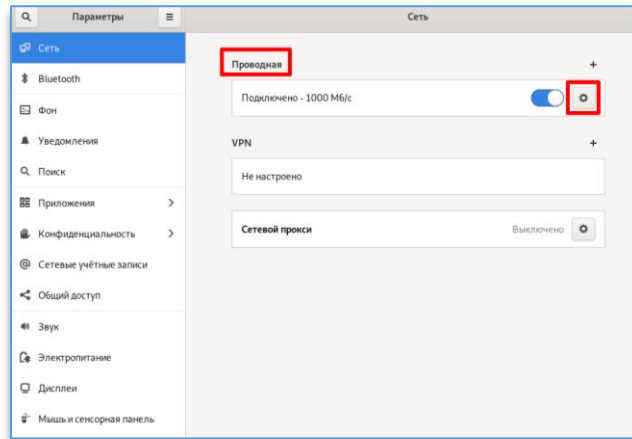 Параметры
Сеть
Сеть
Bluetooth
Фон
Уведомления
Поиск
Приложения
Конфиденциальность
Сетевые учётные записи
Общий доступ
Звук
Электропитание
Дисплеи
Мышь и сенсорная панель
Проводная
Подключено - 1000 Мб/с
VPN
Не настроено
Сетевой прокси
Выключено